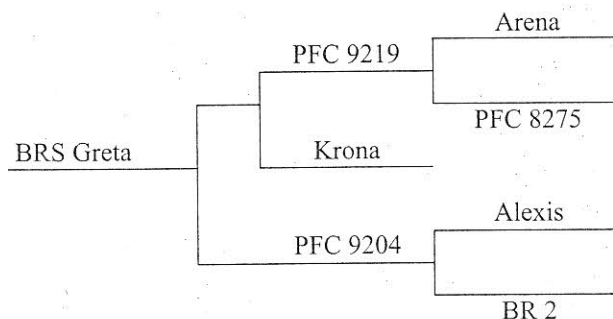 Arena
PFC 9219
PFC 8275
BRS Greta
Krona
Alexis
PFC 9204
BR 2